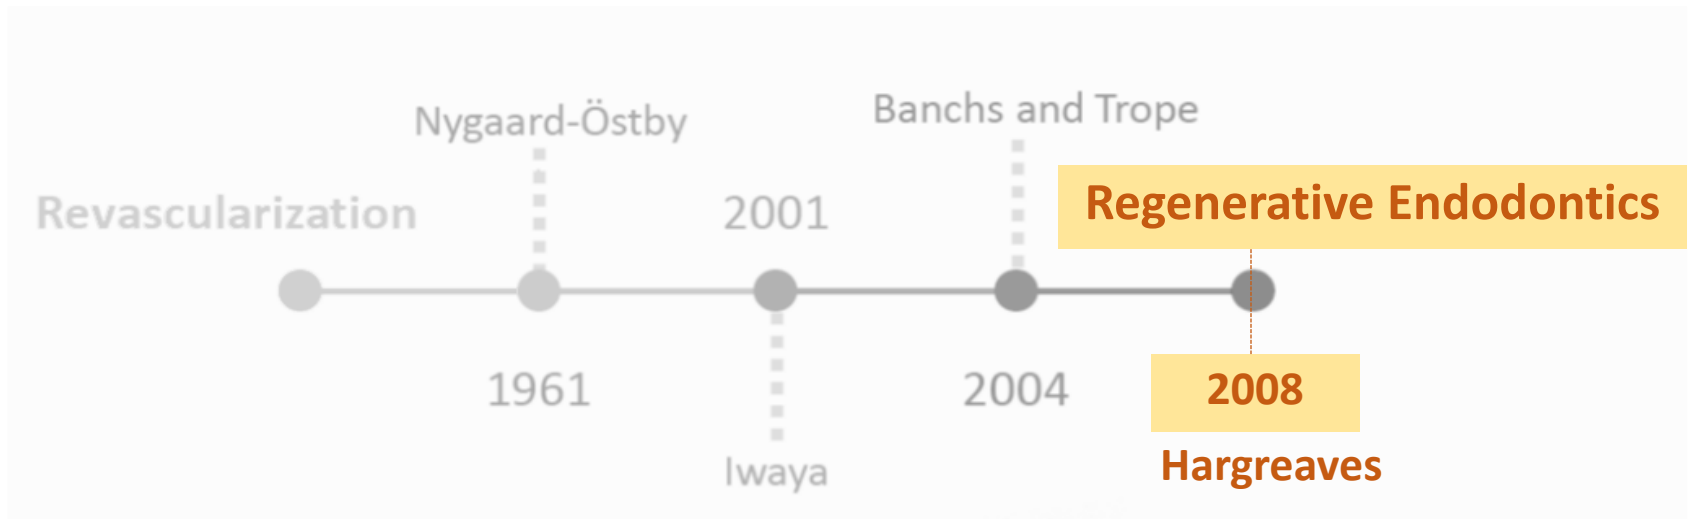 Revascularization
Nygaard-Östby
1961
2001
Iwaya
Banchs and Trope
2004
Regenerative Endodontics
2008
Hargreaves